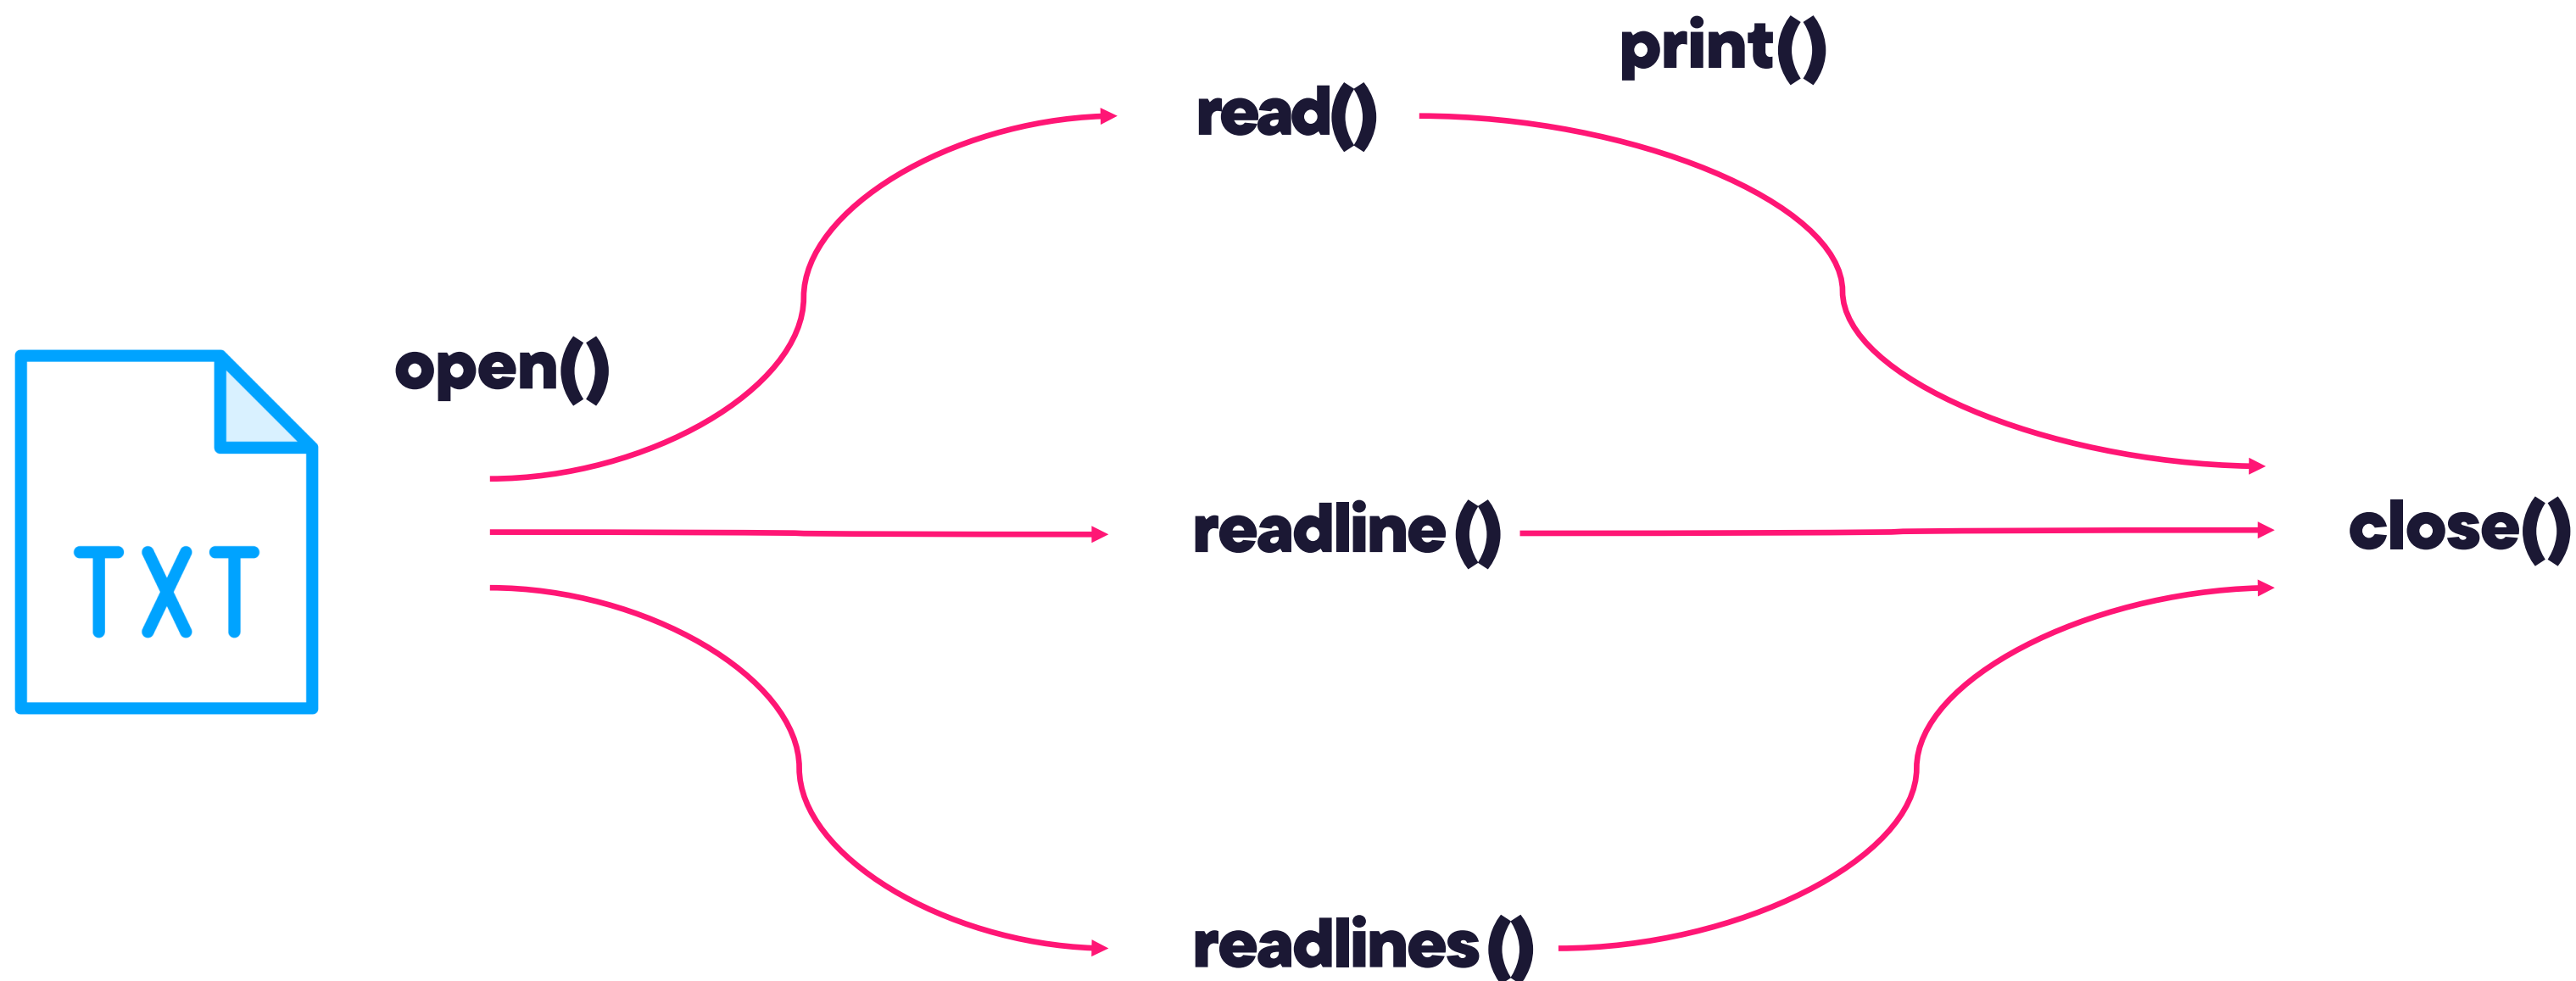 print()
read()
open()
TXT
readline ()
close()
readlines ()